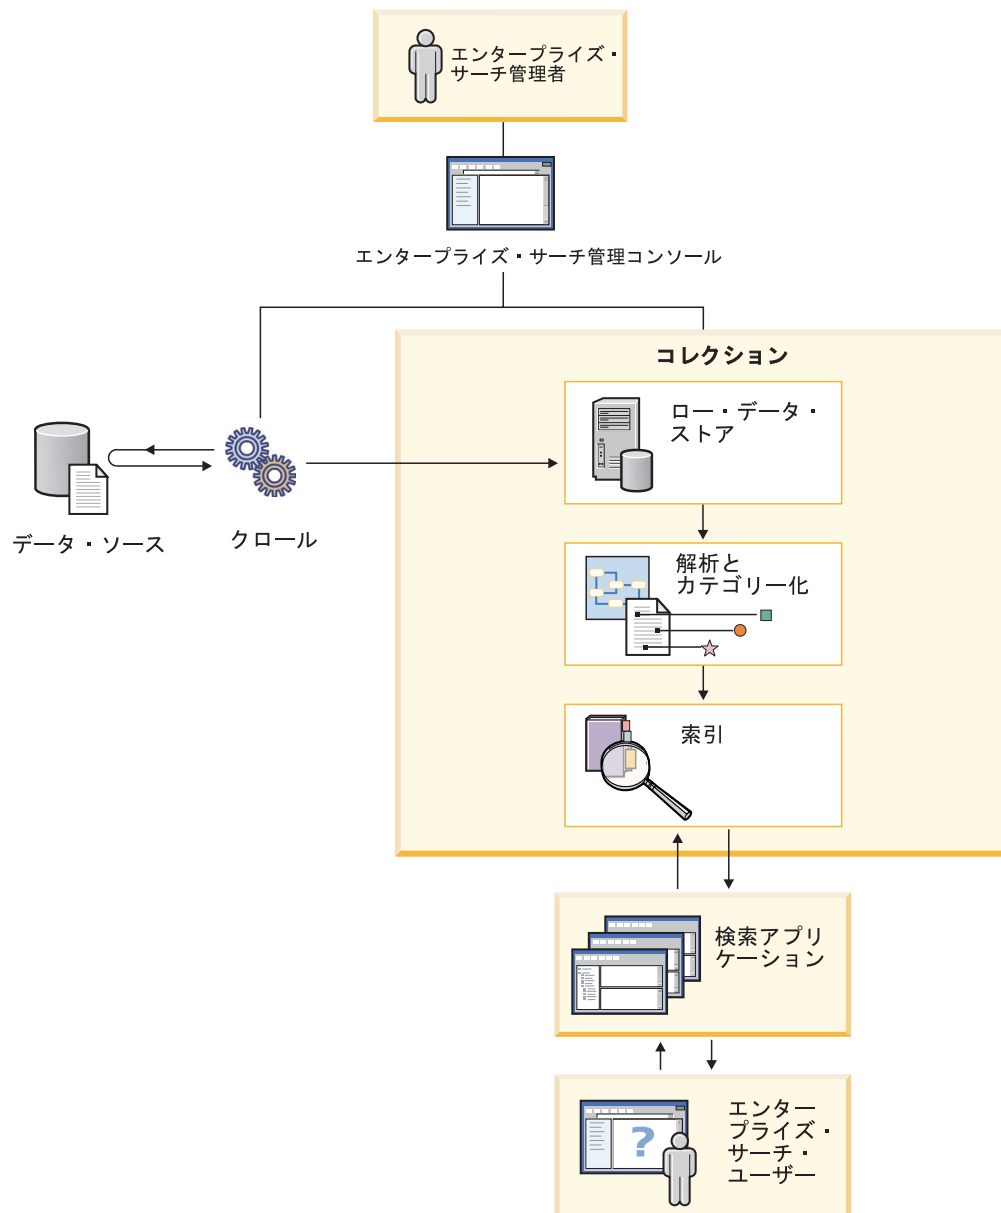 エンタープライズ・
サーチ管理者
エンタープライズ・サーチ管理コンソール
コレクション
ロー・データ・
ストア
データ・ソース
クロール
解析と
カテゴリー化
索引
検索アプリ
ケーション
?
エンター
プライズ・
サーチ・
ユーザー